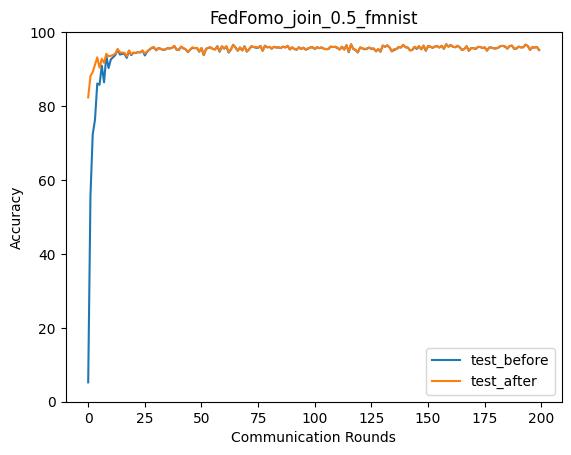 FedFomo_join_0.5_fmnist
100
80
60
40
20
0
Accuracy
0 25 50 75 100 125 150 175 200
Communication Rounds
test_before
test_after